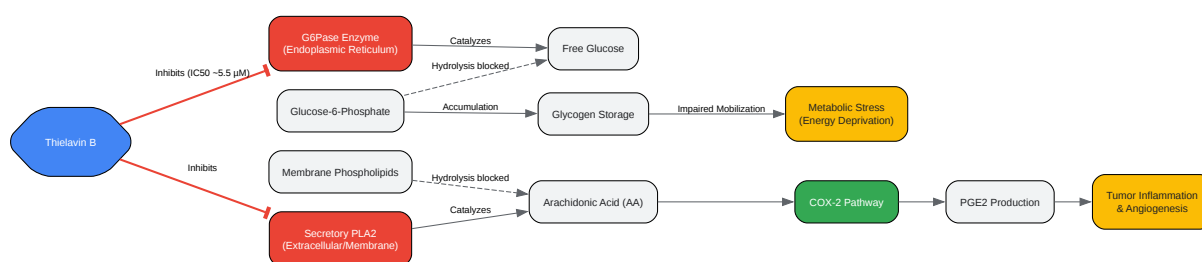 G6Pase Enzyme
(Endoplasmic Reticulum)
Catalyzes
Free Glucose
Hydrolysis blocked
Inhibits (IC50 ~5.5 µM)
Glucose-6-Phosphate
Accumulation
Glycogen Storage
Impaired Mobilization
Metabolic Stress
(Energy Deprivation)
Thielavin B
Inhibits
Membrane Phospholipids
Hydrolysis blocked
Catalyzes
Arachidonic Acid (AA)
COX-2 Pathway
PGE2 Production
Tumor Inflammation
& Angiogenesis
Secretory PLA2
(Extracellular/Membrane)